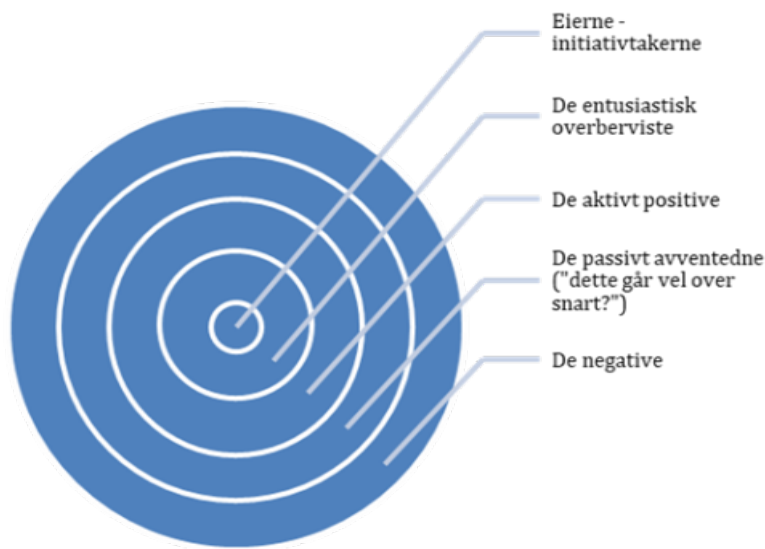 Eierne -
initiativtakerne
De entusiastisk
overberviste
De aktivt positive
De passivt avventedne
("dette går vel over
snart?")
De negative